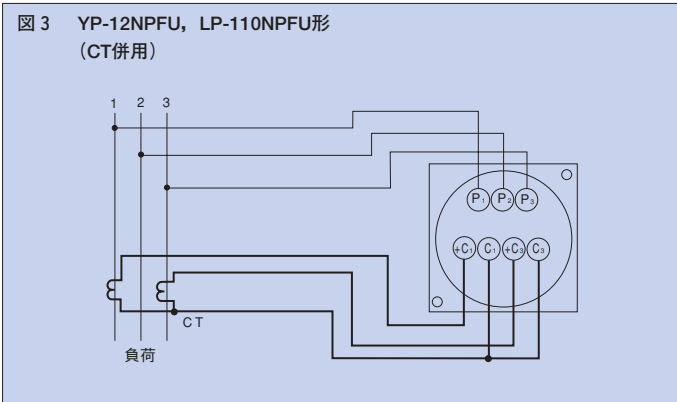 図3 YP-12NPFU, LP-110NPFU形
(CT併用)
1 2 3
P₁ P₂ P₃
+C₁ C₁ +C₃ C₃
CT
負荷